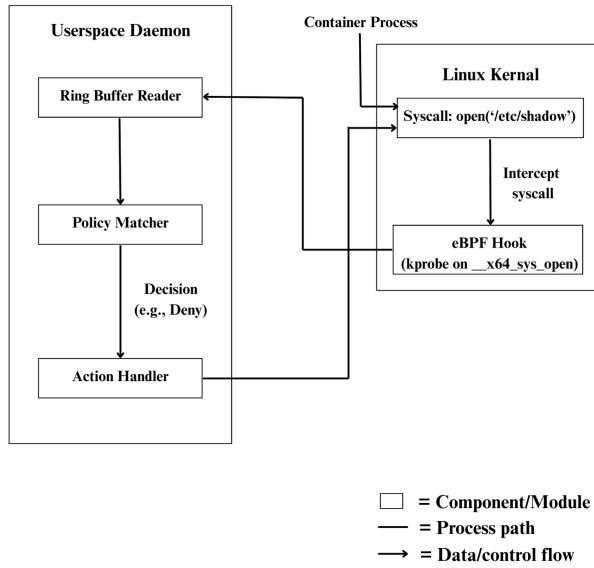 Userspace Daemon
Ring Buffer Reader
Policy Matcher
Decision
(e.g., Deny)
Action Handler
Container Process
Linux Kernal
Syscall: open(‘/etc/shadow’)
Intercept
syscall
eBPF Hook
(kprobe on __x64_sys_open)
= Component/Module
= Process path
= Data/control flow